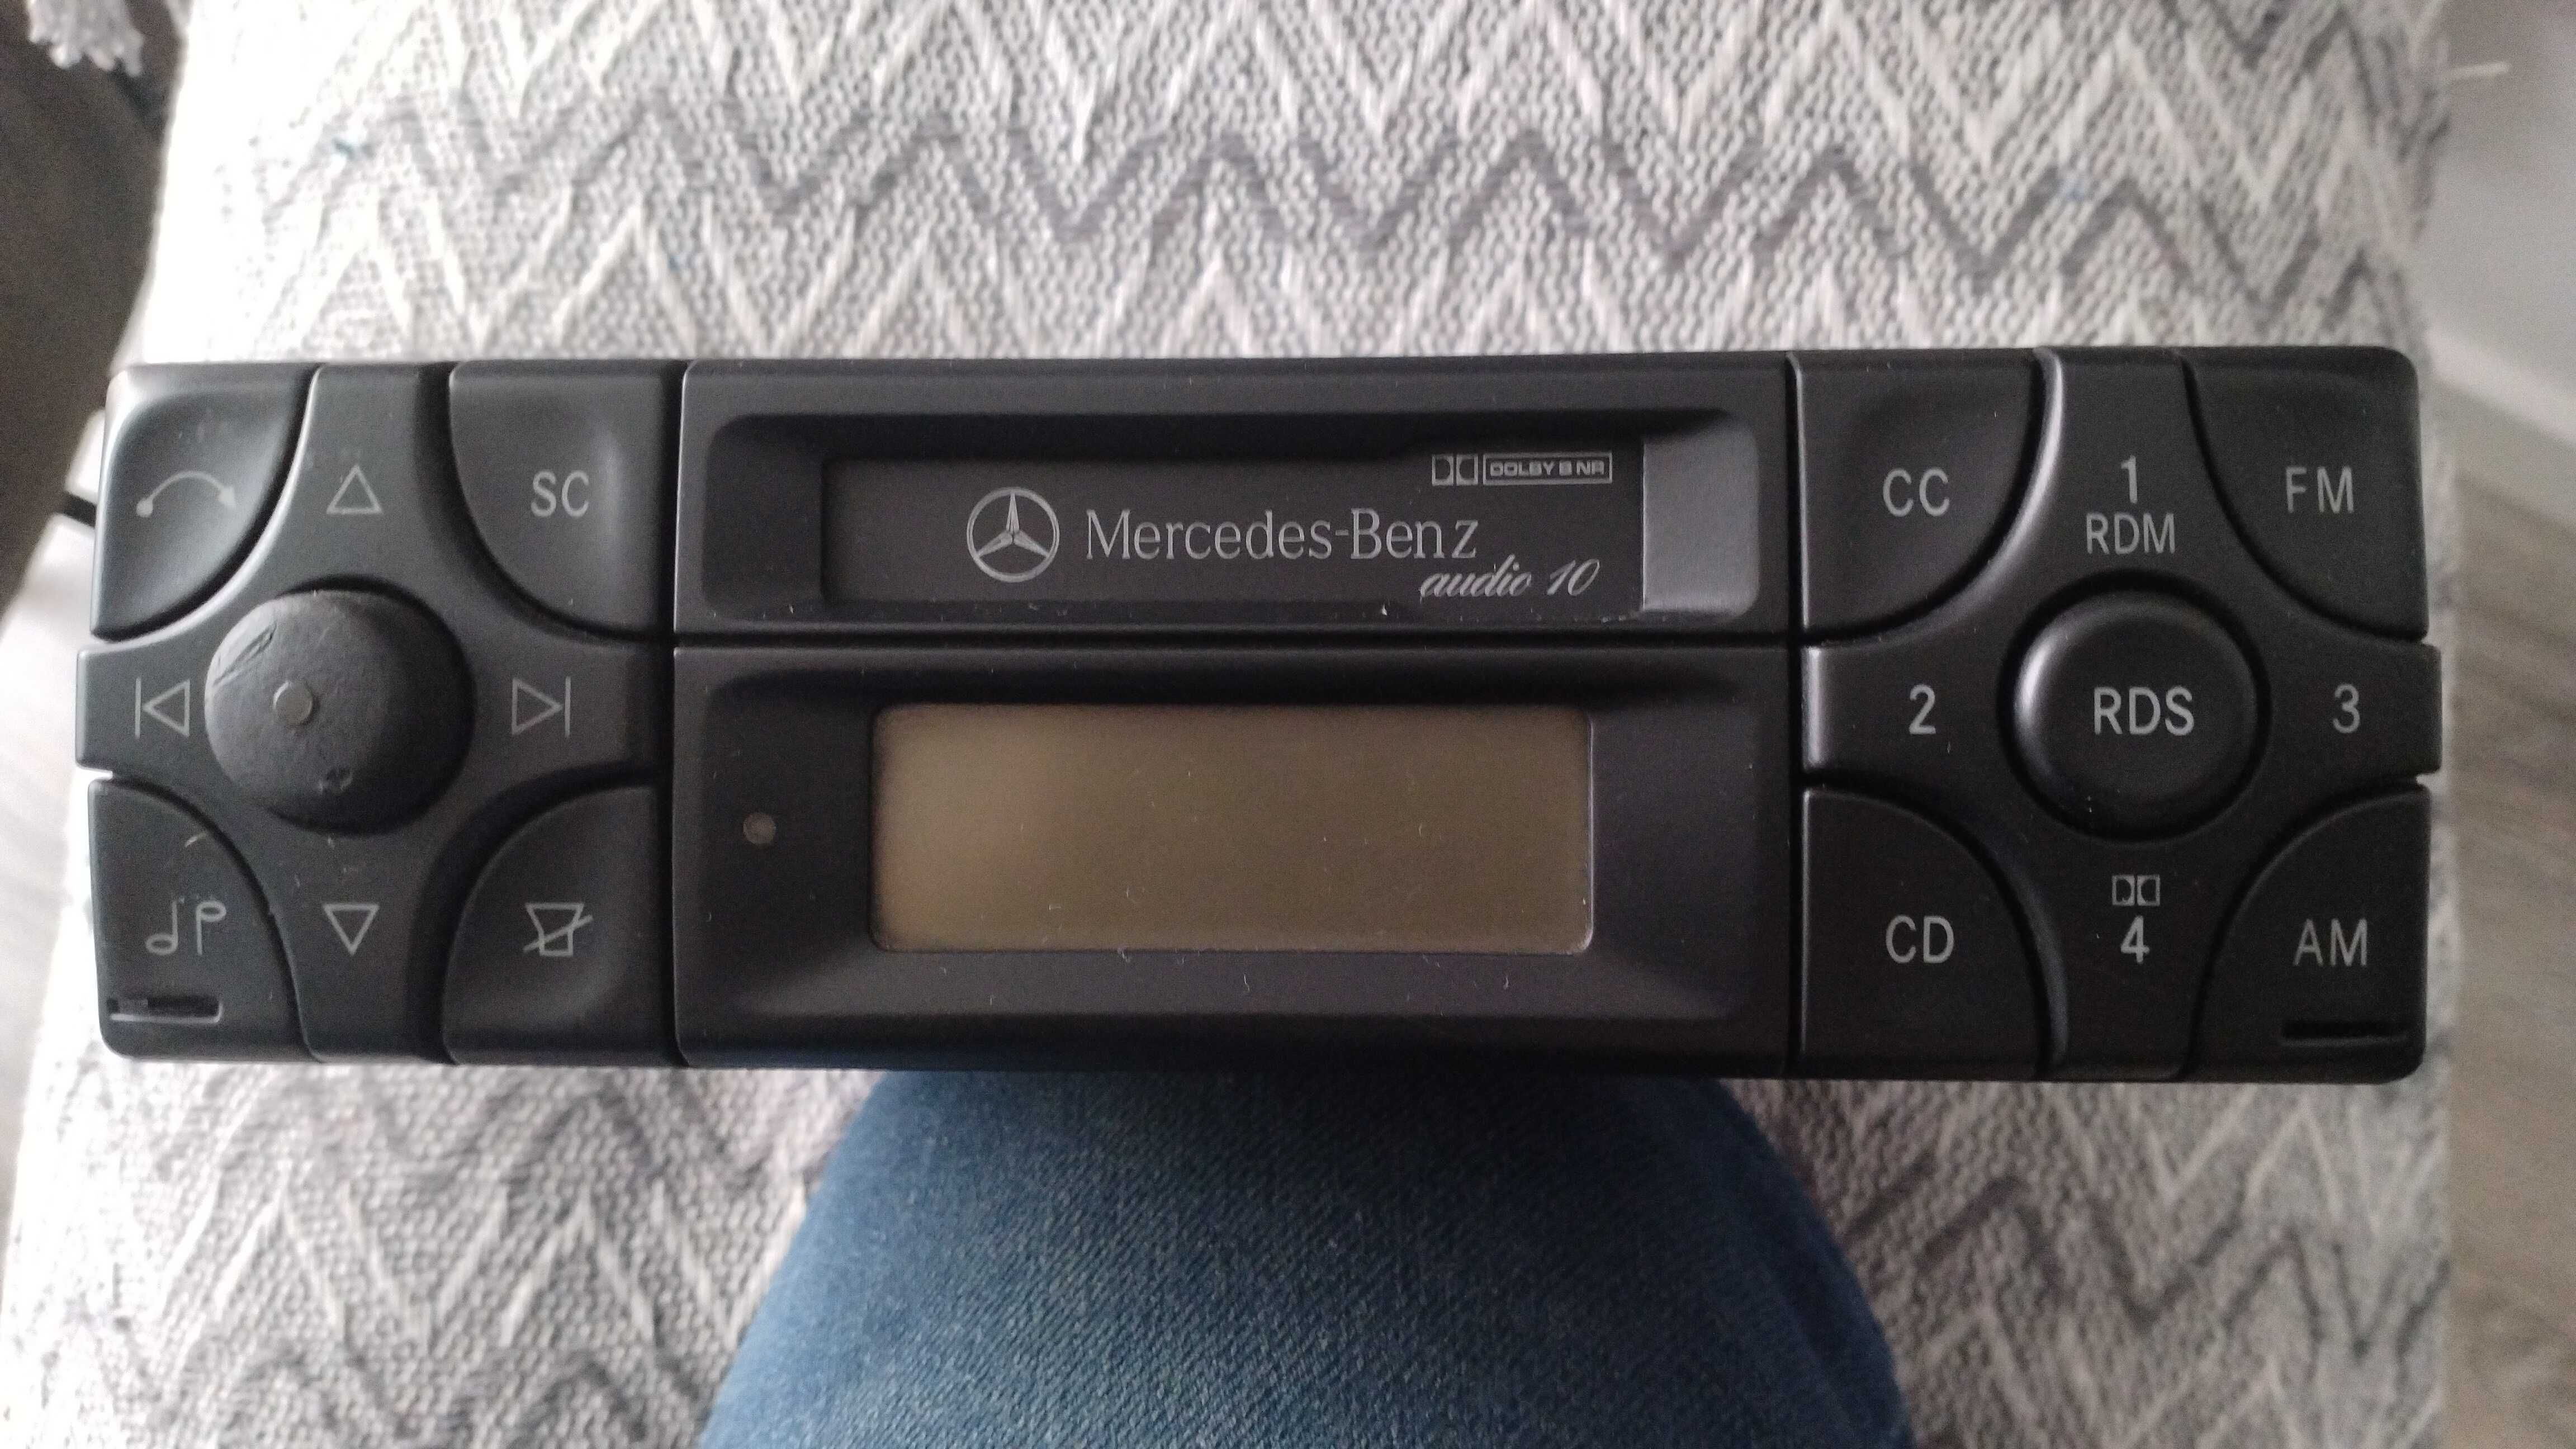 SC
DOLBY B NR
Mercedes-Benz
audio 10
CC
1
RDM
FM
2
RDS
3
CD
4
AM